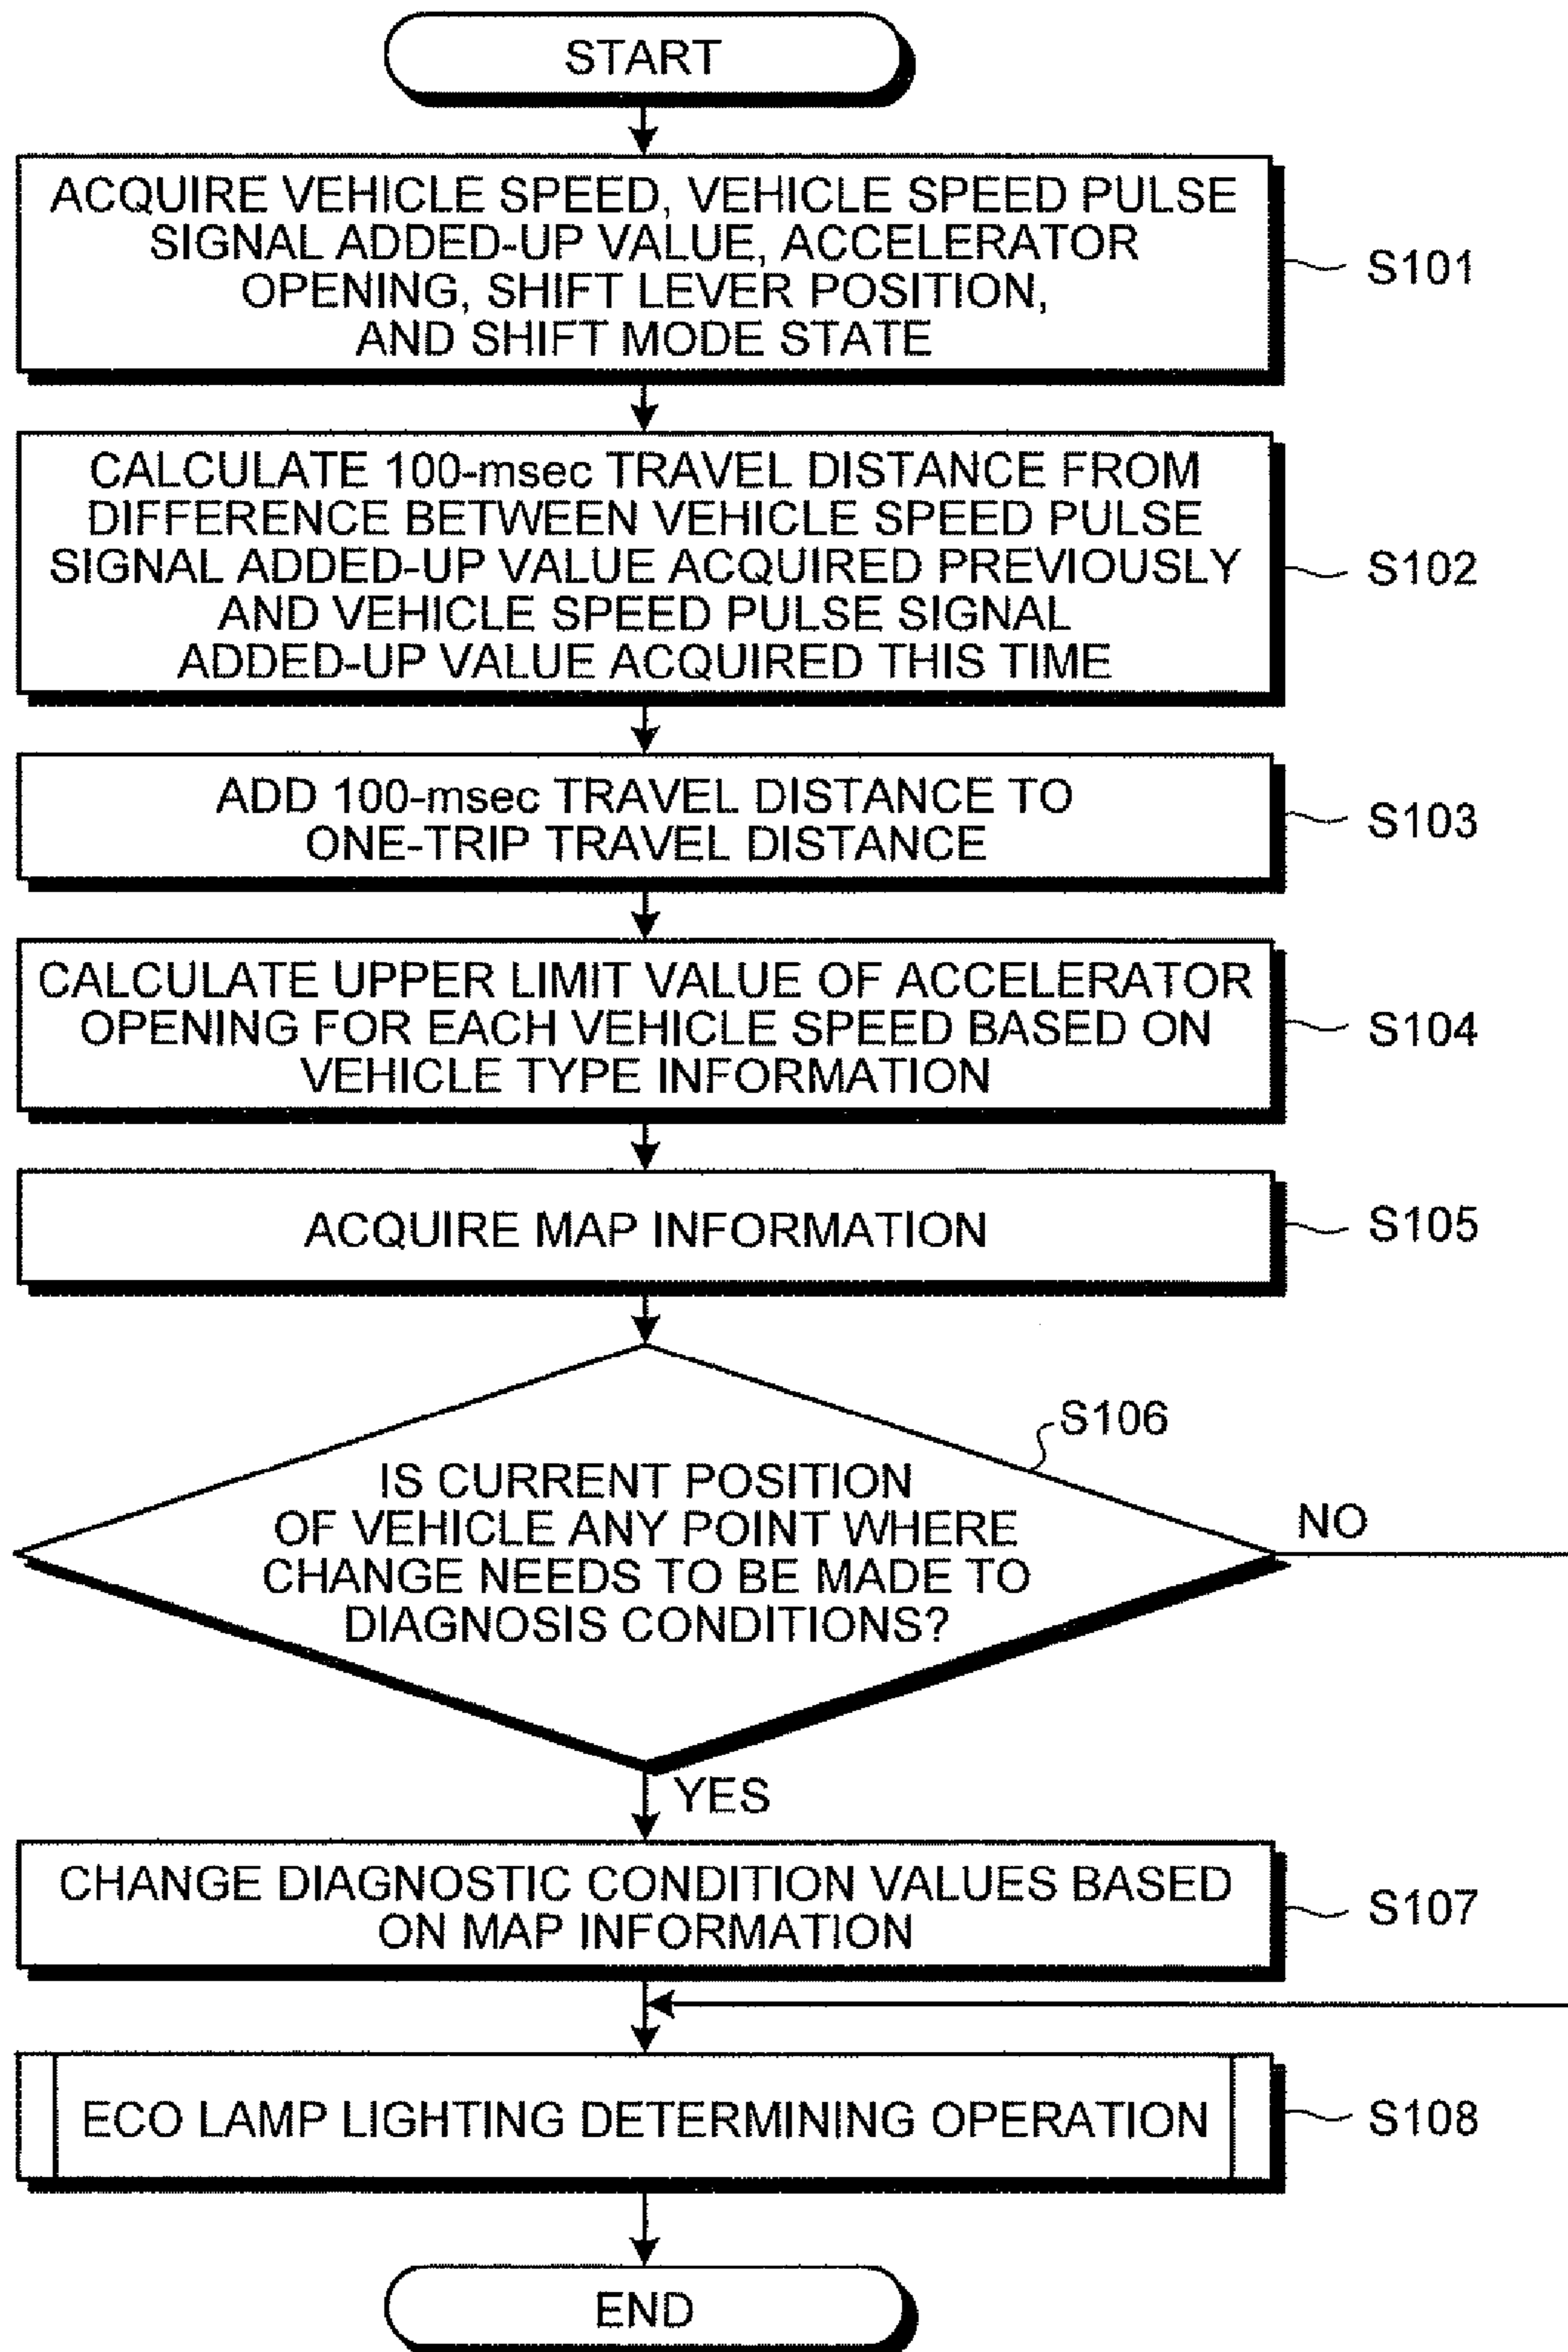 START
ACQUIRE VEHICLE SPEED, VEHICLE SPEED PULSE
SIGNAL ADDED-UP VALUE, ACCELERATOR
OPENING, SHIFT LEVER POSITION,
AND SHIFT MODE STATE
S101
CALCULATE 100-msec TRAVEL DISTANCE FROM
DIFFERENCE BETWEEN VEHICLE SPEED PULSE
SIGNAL ADDED-UP VALUE ACQUIRED PREVIOUSLY
AND VEHICLE SPEED PULSE SIGNAL
ADDED-UP VALUE ACQUIRED THIS TIME
S102
ADD 100-msec TRAVEL DISTANCE TO
ONE-TRIP TRAVEL DISTANCE
S103
CALCULATE UPPER LIMIT VALUE OF ACCELERATOR
OPENING FOR EACH VEHICLE SPEED BASED ON
VEHICLE TYPE INFORMATION
S104
ACQUIRE MAP INFORMATION
S105
S106
IS CURRENT POSITION
OF VEHICLE ANY POINT WHERE
CHANGE NEEDS TO BE MADE TO
DIAGNOSIS CONDITIONS?
NO
YES
CHANGE DIAGNOSTIC CONDITION VALUES BASED
ON MAP INFORMATION
S107
ECO LAMP LIGHTING DETERMINING OPERATION
S108
END